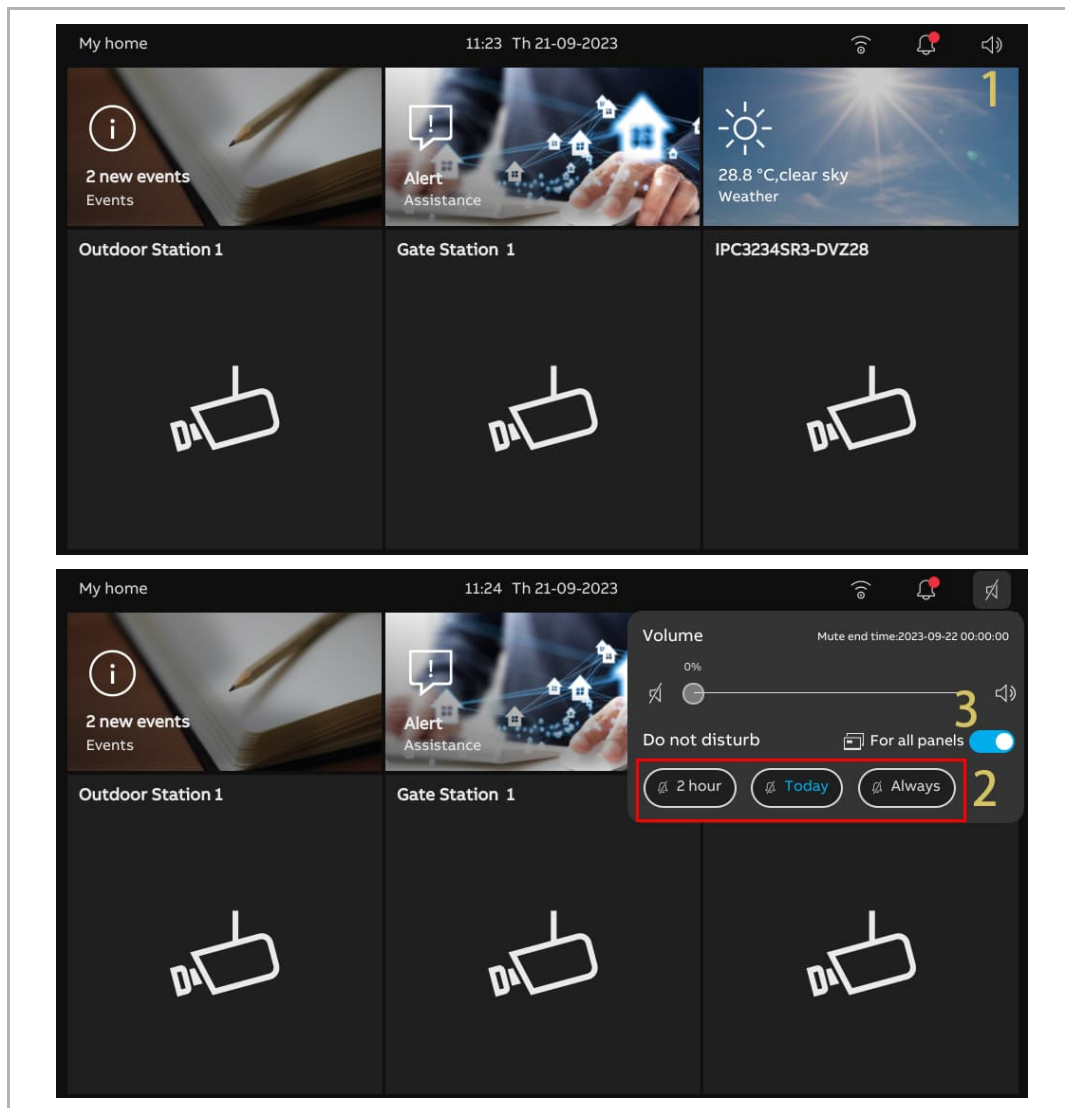 My home 11:23 Th 21-09-2023
1
2 new events
Events
Alert
Assistance
28.8 °C,clear sky
Weather
Outdoor Station 1
Gate Station 1
IPC3234SR3-DVZ28
My home 11:24 Th 21-09-2023
2 new events
Events
Alert
Assistance
Volume Mute end time:2023-09-22 00:00:00
0%
3
Do not disturb For all panels
2 hour Today Always 2
Outdoor Station 1
Gate Station 1